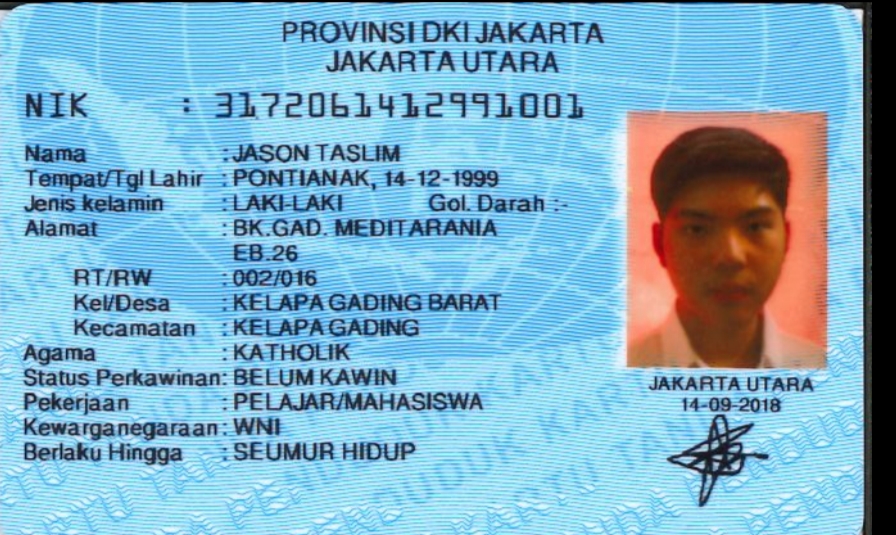 PROVINSI DKI JAKARTA
JAKARTA UTARA
NIK : 3172061412991001
Nama : JASON TASLIM
Tempat/Tgl Lahir : PONTIANAK, 14-12-1999
Jenis kelamin : LAKI-LAKI Gol. Darah :-
Alamat : BK.GAD. MEDITARANIA
EB.26
RT/RW : 002/016
Kel/Desa : KELAPA GADING BARAT
Kecamatan : KELAPA GADING
Agama : KATHOLIK
Status Perkawinan: BELUM KAWIN
Pekerjaan : PELAJAR/MAHASISWA
Kewarganegaraan: WNI
Berlaku Hingga : SEUMUR HIDUP
JAKARTA UTARA
14-09-2018